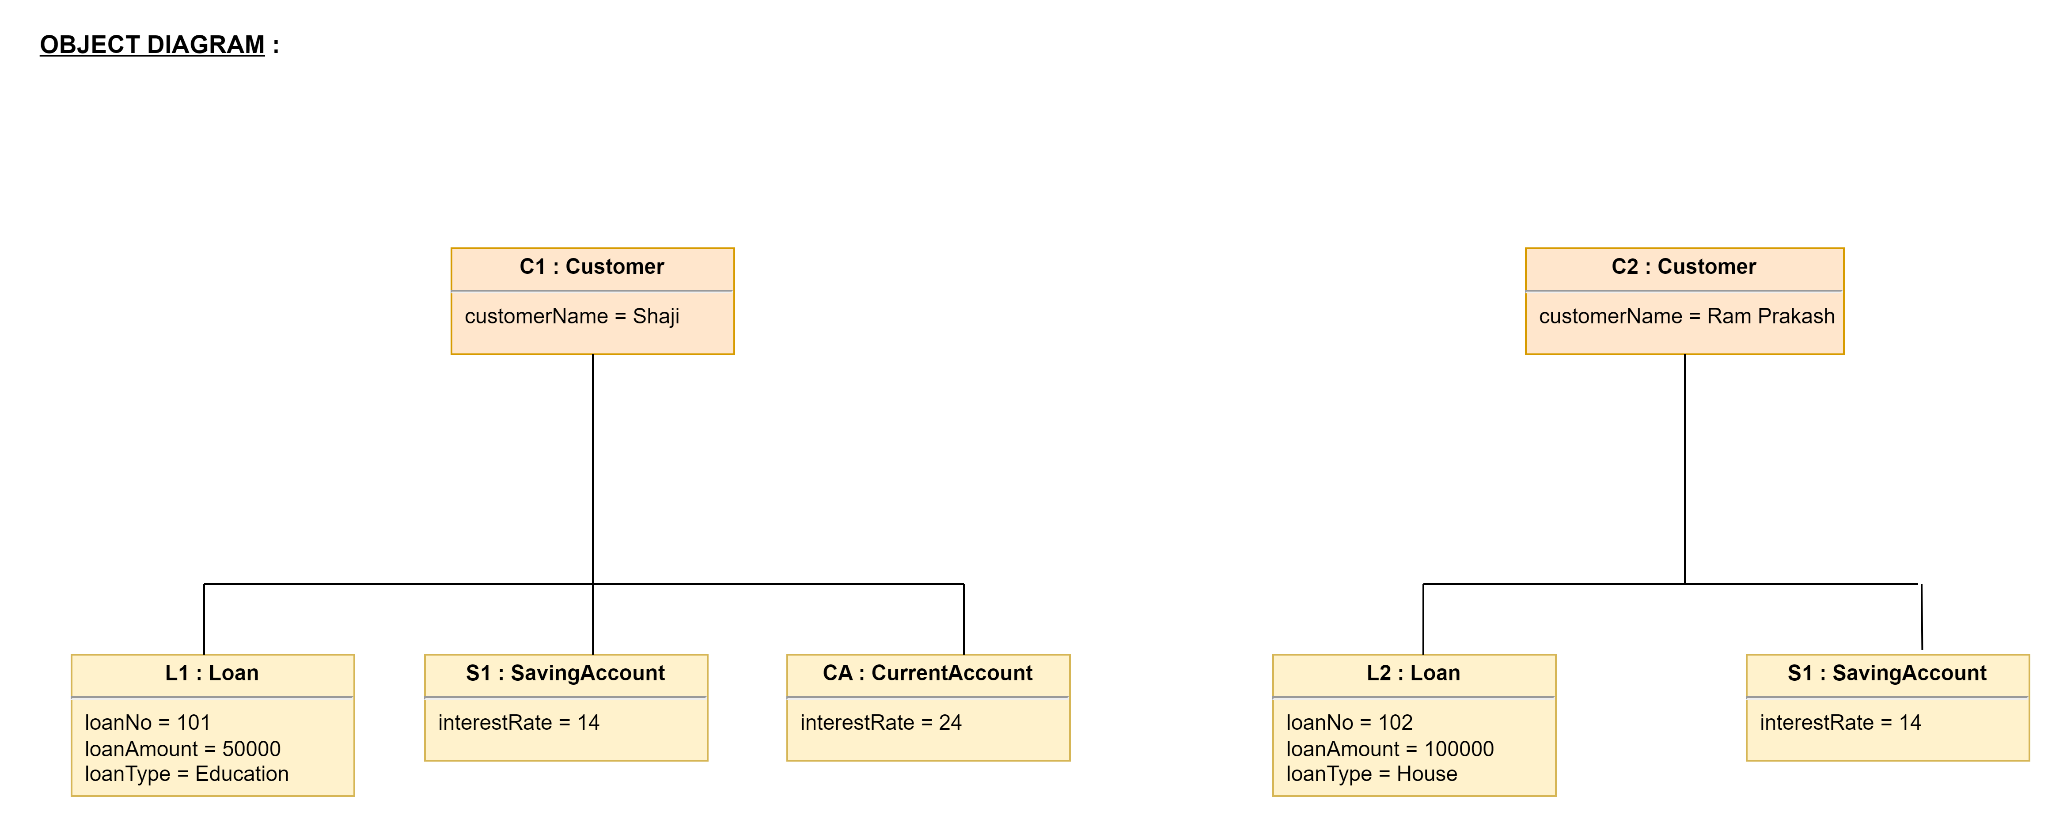 OBJECT DIAGRAM :
C1 : Customer
customerName = Shaji
C2 : Customer
customerName = Ram Prakash
L1 : Loan
loanNo = 101
loanAmount = 50000
loanType = Education
S1 : SavingAccount
interestRate = 14
CA : CurrentAccount
interestRate = 24
L2 : Loan
loanNo = 102
loanAmount = 100000
loanType = House
S1 : SavingAccount
interestRate = 14